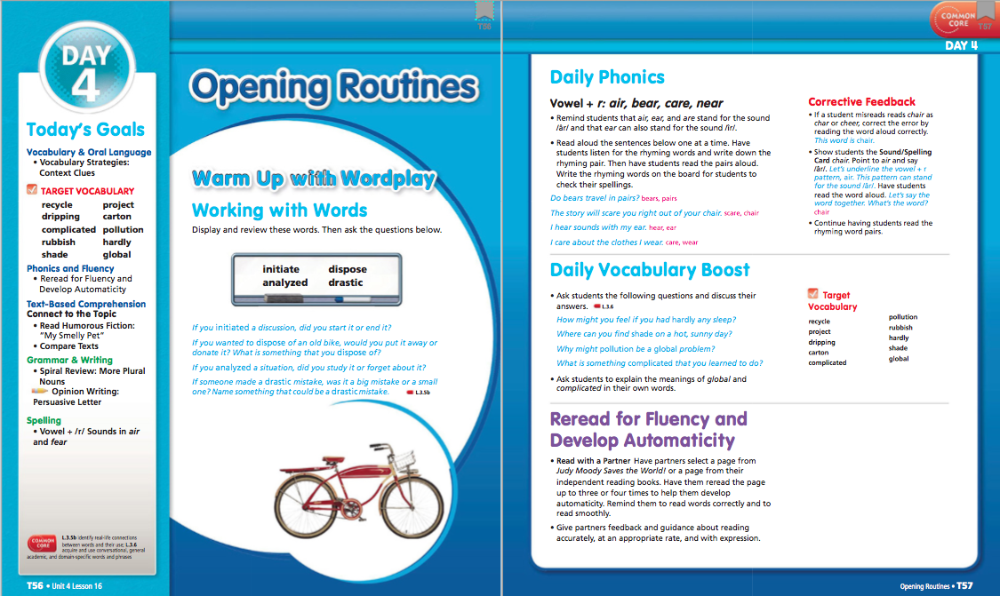 T56
DAY
4
Today's Goals
Vocabulary & Oral Language
• Vocabulary Strategies:
Context Clues
TARGET VOCABULARY
recycle project
dripping carton
complicated pollution
rubbish hardly
shade global
Phonics and Fluency
• Reread for Fluency and
Develop Automaticity
Text-Based Comprehension
Connect to the Topic
• Read Humorous Fiction:
"My Smelly Pet"
• Compare Texts
Grammar & Writing
• Spiral Review: More Plural
Nouns
Opinion Writing:
Persuasive Letter
Spelling
• Vowel + /r/ Sounds in air
and fear
COMMON
CORE
L.3.5b identify real-life connections
between words and their use; L.3.6
acquire and use conversational, general
academic, and domain-specific words and phrases
T56 • Unit 4 Lesson 16
Opening Routines
Warm Up with Wordplay
Working with Words
Display and review these words. Then ask the questions below.
initiate dispose
analyzed drastic
If you initiated a discussion, did you start it or end it?
If you wanted to dispose of an old bike, would you put it away or
donate it? What is something that you dispose of?
If you analyzed a situation, did you study it or forget about it?
If someone made a drastic mistake, was it a big mistake or a small
one? Name something that could be a drastic mistake. L.3.5b
COMMON
CORE
T57
DAY 4
Daily Phonics
Vowel + r: air, bear, care, near
• Remind students that air, ear, and are stand for the sound
/âr/ and that ear can also stand for the sound /îr/.
• Read aloud the sentences below one at a time. Have
students listen for the rhyming words and write down the
rhyming pair. Then have students read the pairs aloud.
Write the rhyming words on the board for students to
check their spellings.
Do bears travel in pairs? bears, pairs
The story will scare you right out of your chair. scare, chair
I hear sounds with my ear. hear, ear
I care about the clothes I wear. care, wear
Corrective Feedback
• If a student misreads reads chair as
char or cheer, correct the error by
reading the word aloud correctly.
This word is chair.
• Show students the Sound/Spelling
Card chair. Point to air and say
/âr/. Let's underline the vowel + r
pattern, air. This pattern can stand
for the sound /âr/. Have students
read the word aloud. Let's say the
word together. What's the word?
chair
• Continue having students read the
rhyming word pairs.
Daily Vocabulary Boost
• Ask students the following questions and discuss their
answers. L.3.6
How might you feel if you had hardly any sleep?
Where can you find shade on a hot, sunny day?
Why might pollution be a global problem?
What is something complicated that you learned to do?
• Ask students to explain the meanings of global and
complicated in their own words.
Target
Vocabulary
recycle
project
dripping
carton
complicated
pollution
rubbish
hardly
shade
global
Reread for Fluency and
Develop Automaticity
• Read with a Partner Have partners select a page from
Judy Moody Saves the World! or a page from their
independent reading books. Have them reread the page
up to three or four times to help them develop
automaticity. Remind them to read words correctly and to
read smoothly.
• Give partners feedback and guidance about reading
accurately, at an appropriate rate, and with expression.
Opening Routines • T57